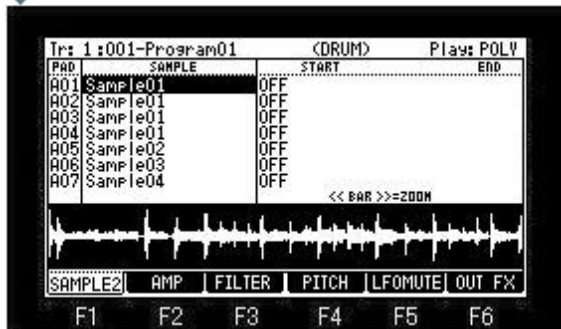 Tr: 1:001-Program01 (DRUM) Play: POLY
PAD SAMPLE START END
A01 Sample01 OFF
A02 Sample01 OFF
A03 Sample01 OFF
A04 Sample01 OFF
A05 Sample02 OFF
A06 Sample03 OFF
A07 Sample04 OFF
<< BAR >>=ZOOM
SAMPLE2 AMP FILTER PITCH LFOMUTE OUT FX
F1 F2 F3 F4 F5 F6